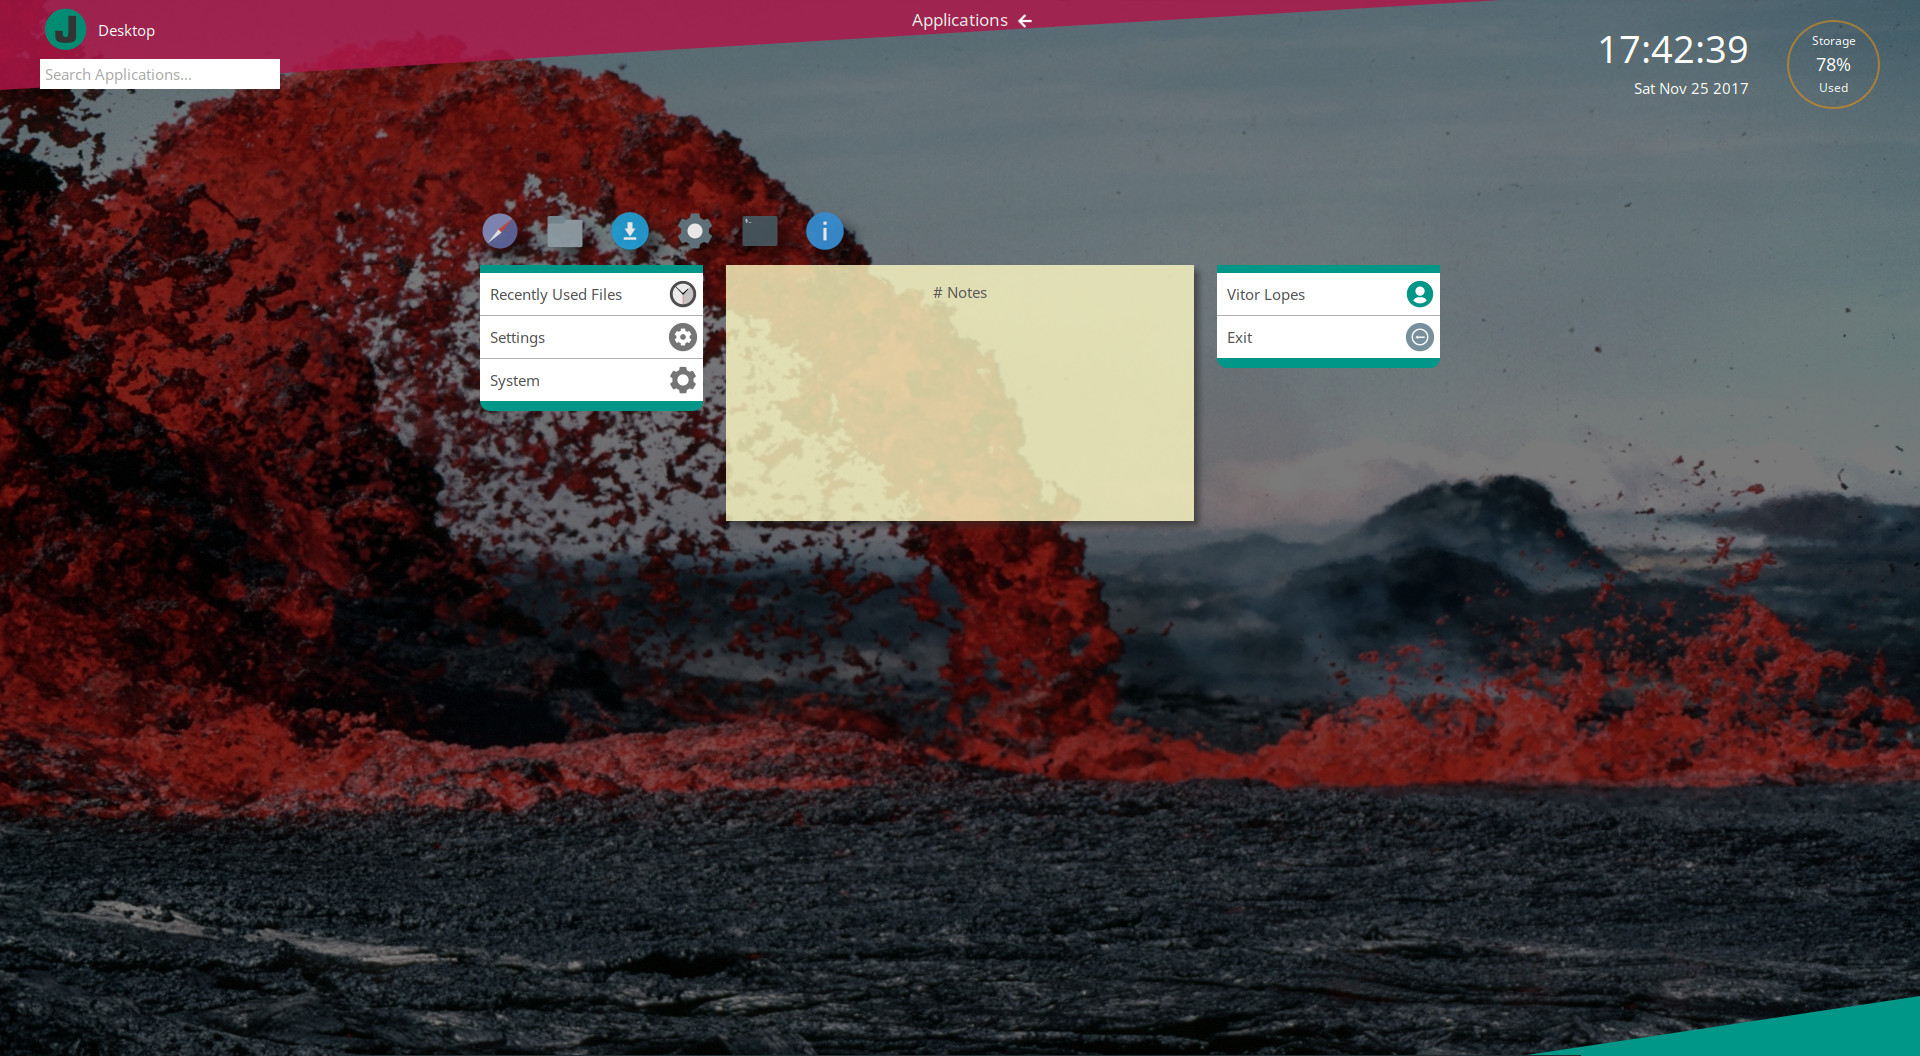 J
Desktop
Search Applications...
Applications
17:42:39
Sat Nov 25 2017
Storage
78%
Used
Recently Used Files
Settings
System
# Notes
Vitor Lopes
Exit